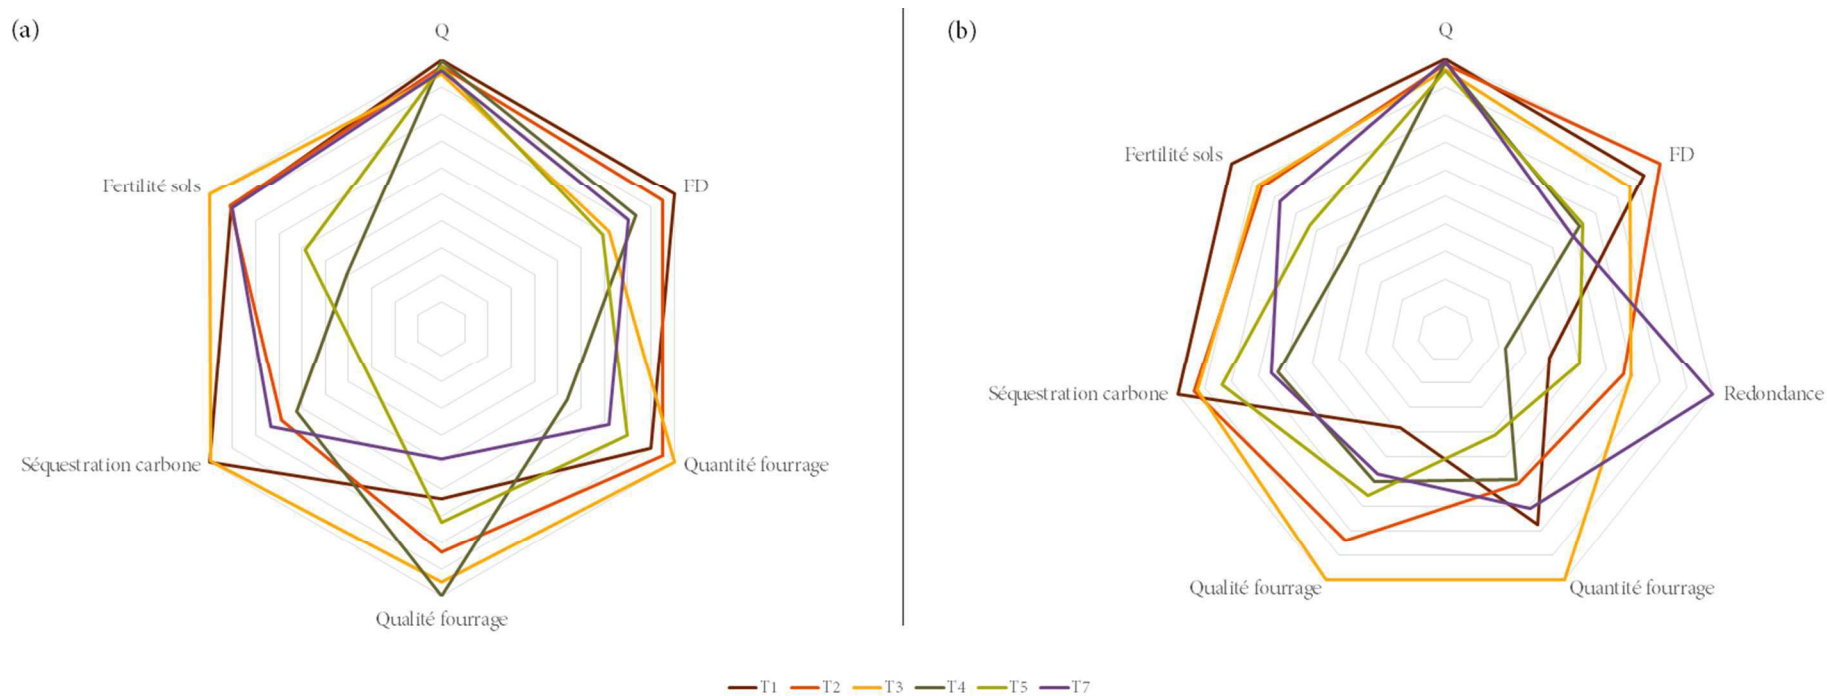 (a)
Q
Fertilité sols
FD
Séquestration carbone
Quantité fourrage
Qualité fourrage
(b)
Q
Fertilité sols
FD
Séquestration carbone
Redondance
Qualité fourrage
Quantité fourrage
T1 T2 T3 T4 T5 T7